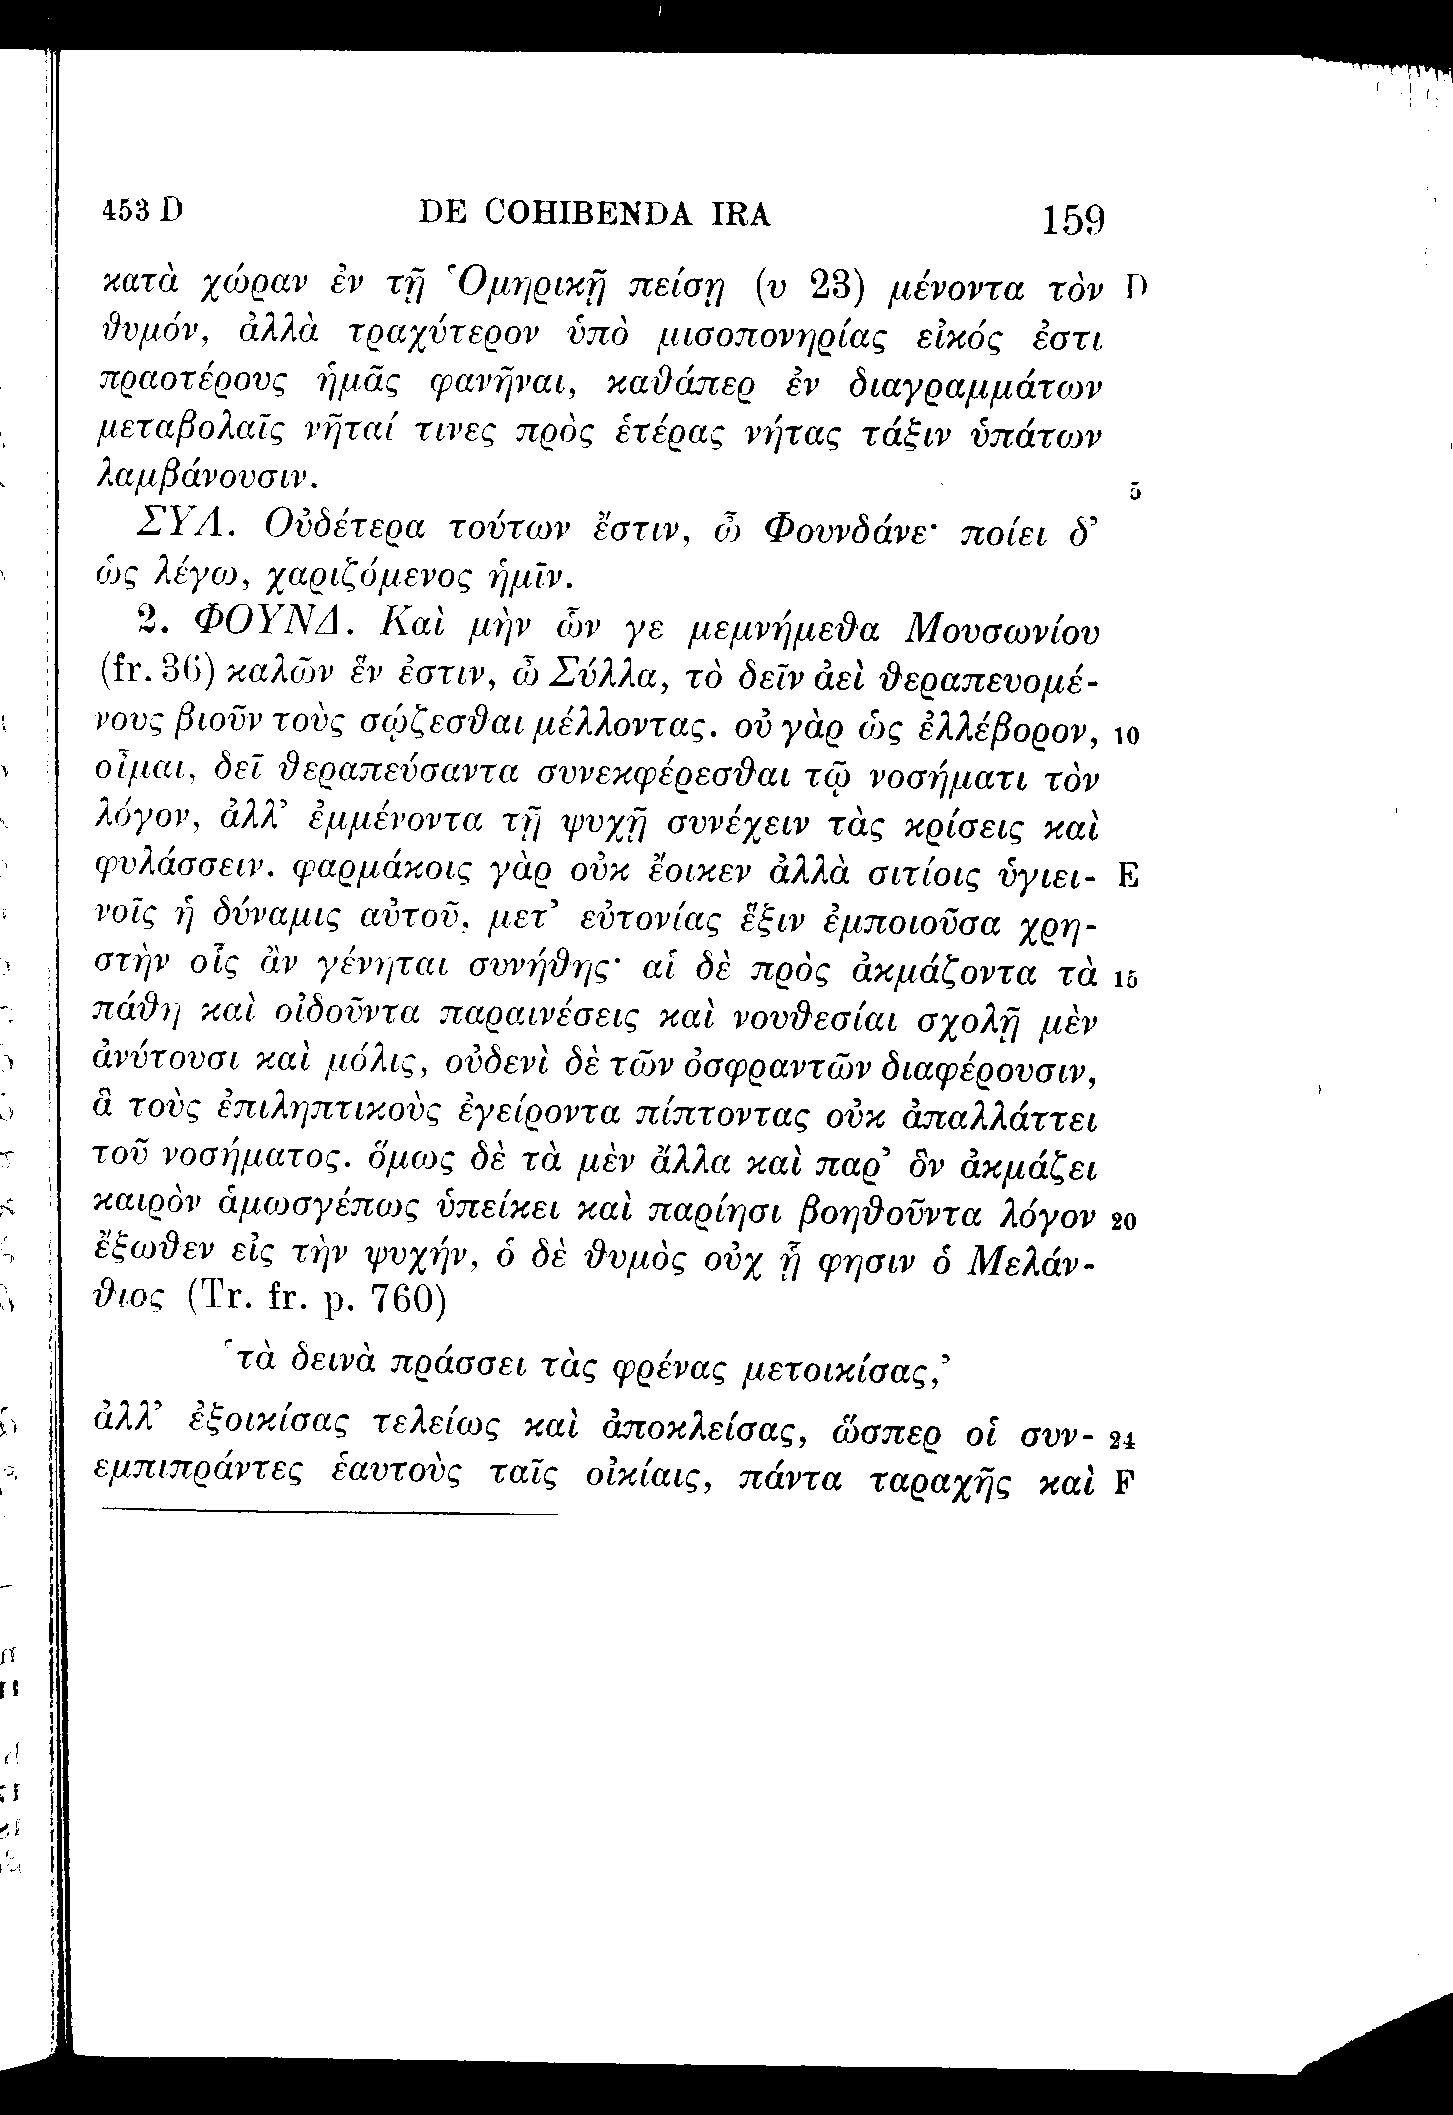 453 D DE COHIBENDA IRA 159
κατὰ χώραν ἐν τῇ Ὁμηρικῇ πείσῃ (υ 23) μένοντα τὸν D
θυμόν, ἀλλὰ τραχύτερον ὑπὸ μισοπονηρίας εἰκός ἐστι
πραοτέρους ἡμᾶς φανῆναι, καθάπερ ἐν διαγραμμάτων
μεταβολαῖς νῆταί τινες πρὸς ἑτέρας νήτας τάξιν ὑπάτων
λαμβάνουσιν. 5
ΣΥΛ. Οὐδέτερα τούτων ἔστιν, ὦ Φουνδάνε· ποίει δ’
ὡς λέγω, χαριζόμενος ἡμῖν.
2. ΦΟΥΝΔ. Καὶ μὴν ὧν γε μεμνήμεθα Μουσωνίου
(fr. 36) καλῶν ἕν ἐστιν, ὦ Σύλλα, τὸ δεῖν ἀεὶ θεραπευομέ-
νους βιοῦν τοὺς σῴζεσθαι μέλλοντας. οὐ γὰρ ὡς ἐλλέβορον, 10
οἶμαι, δεῖ θεραπεύσαντα συνεκφέρεσθαι τῷ νοσήματι τὸν
λόγον, ἀλλ’ ἐμμένοντα τῇ ψυχῇ συνέχειν τὰς κρίσεις καὶ
φυλάσσειν. φαρμάκοις γὰρ οὐκ ἔοικεν ἀλλὰ σιτίοις ὑγιει- E
νοῖς ἡ δύναμις αὐτοῦ, μετ’ εὐτονίας ἕξιν ἐμποιοῦσα χρη-
στὴν οἷς ἂν γένηται συνήθης· αἱ δὲ πρὸς ἀκμάζοντα τὰ 15
πάθη καὶ οἰδοῦντα παραινέσεις καὶ νουθεσίαι σχολῇ μὲν
ἀνύτουσι καὶ μόλις, οὐδενὶ δὲ τῶν ὀσφραντῶν διαφέρουσιν,
ἃ τοὺς ἐπιληπτικοὺς ἐγείροντα πίπτοντας οὐκ ἀπαλλάττει
τοῦ νοσήματος. ὅμως δὲ τὰ μὲν ἄλλα καὶ παρ’ ὃν ἀκμάζει
καιρὸν ἁμωσγέπως ὑπείκει καὶ παρίησι βοηθοῦντα λόγον 20
ἔξωθεν εἰς τὴν ψυχήν, ὁ δὲ θυμὸς οὐχ ᾗ φησιν ὁ Μελάν-
θιος (Tr. fr. p. 760)
‘τὰ δεινὰ πράσσει τὰς φρένας μετοικίσας,’
ἀλλ’ ἐξοικίσας τελείως καὶ ἀποκλείσας, ὥσπερ οἱ συν- 24
εμπιπράντες ἑαυτοὺς ταῖς οἰκίαις, πάντα ταραχῆς καὶ F